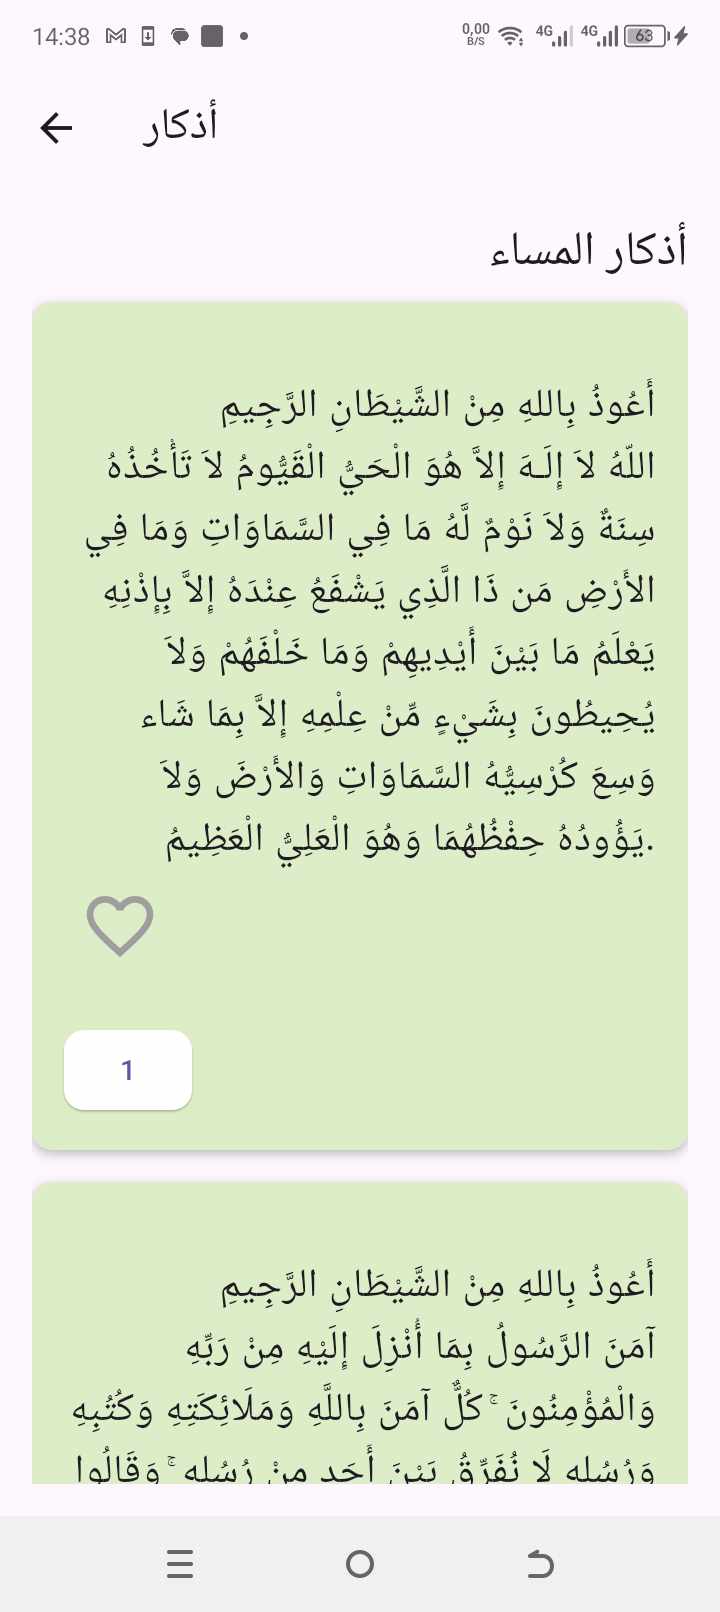 14:38
0,00
B/S
4G
4G
63
أذكار
أذكار المساء
أَعُوذُ بِاللهِ مِنْ الشَّيْطَانِ الرَّجِيمِ
اللّهُ لاَ إِلَـهَ إِلاَّ هُوَ الْحَيُّ الْقَيُّومُ لاَ تَأْخُذُهُ
سِنَةٌ وَلاَ نَوْمٌ لَّهُ مَا فِي السَّمَاوَاتِ وَمَا فِي
الأَرْضِ مَن ذَا الَّذِي يَشْفَعُ عِنْدَهُ إِلاَّ بِإِذْنِهِ
يَعْلَمُ مَا بَيْنَ أَيْدِيهِمْ وَمَا خَلْفَهُمْ وَلاَ
يُحِيطُونَ بِشَيْءٍ مِّنْ عِلْمِهِ إِلاَّ بِمَا شَاء
وَسِعَ كُرْسِيُّهُ السَّمَاوَاتِ وَالأَرْضَ وَلاَ
يَؤُودُهُ حِفْظُهُمَا وَهُوَ الْعَلِيُّ الْعَظِيمُ.
1
أَعُوذُ بِاللهِ مِنْ الشَّيْطَانِ الرَّجِيمِ
آمَنَ الرَّسُولُ بِمَا أُنْزِلَ إِلَيْهِ مِنْ رَبِّهِ
وَالْمُؤْمِنُونَ ۚ كُلٌّ آمَنَ بِاللَّهِ وَمَلَائِكَتِهِ وَكُتُبِهِ
وَرُسُلِهِ لَا نُفَرِّقُ بَيْنَ أَحَدٍ مِنْ رُسُلِهِ ۚ وَقَالُوا